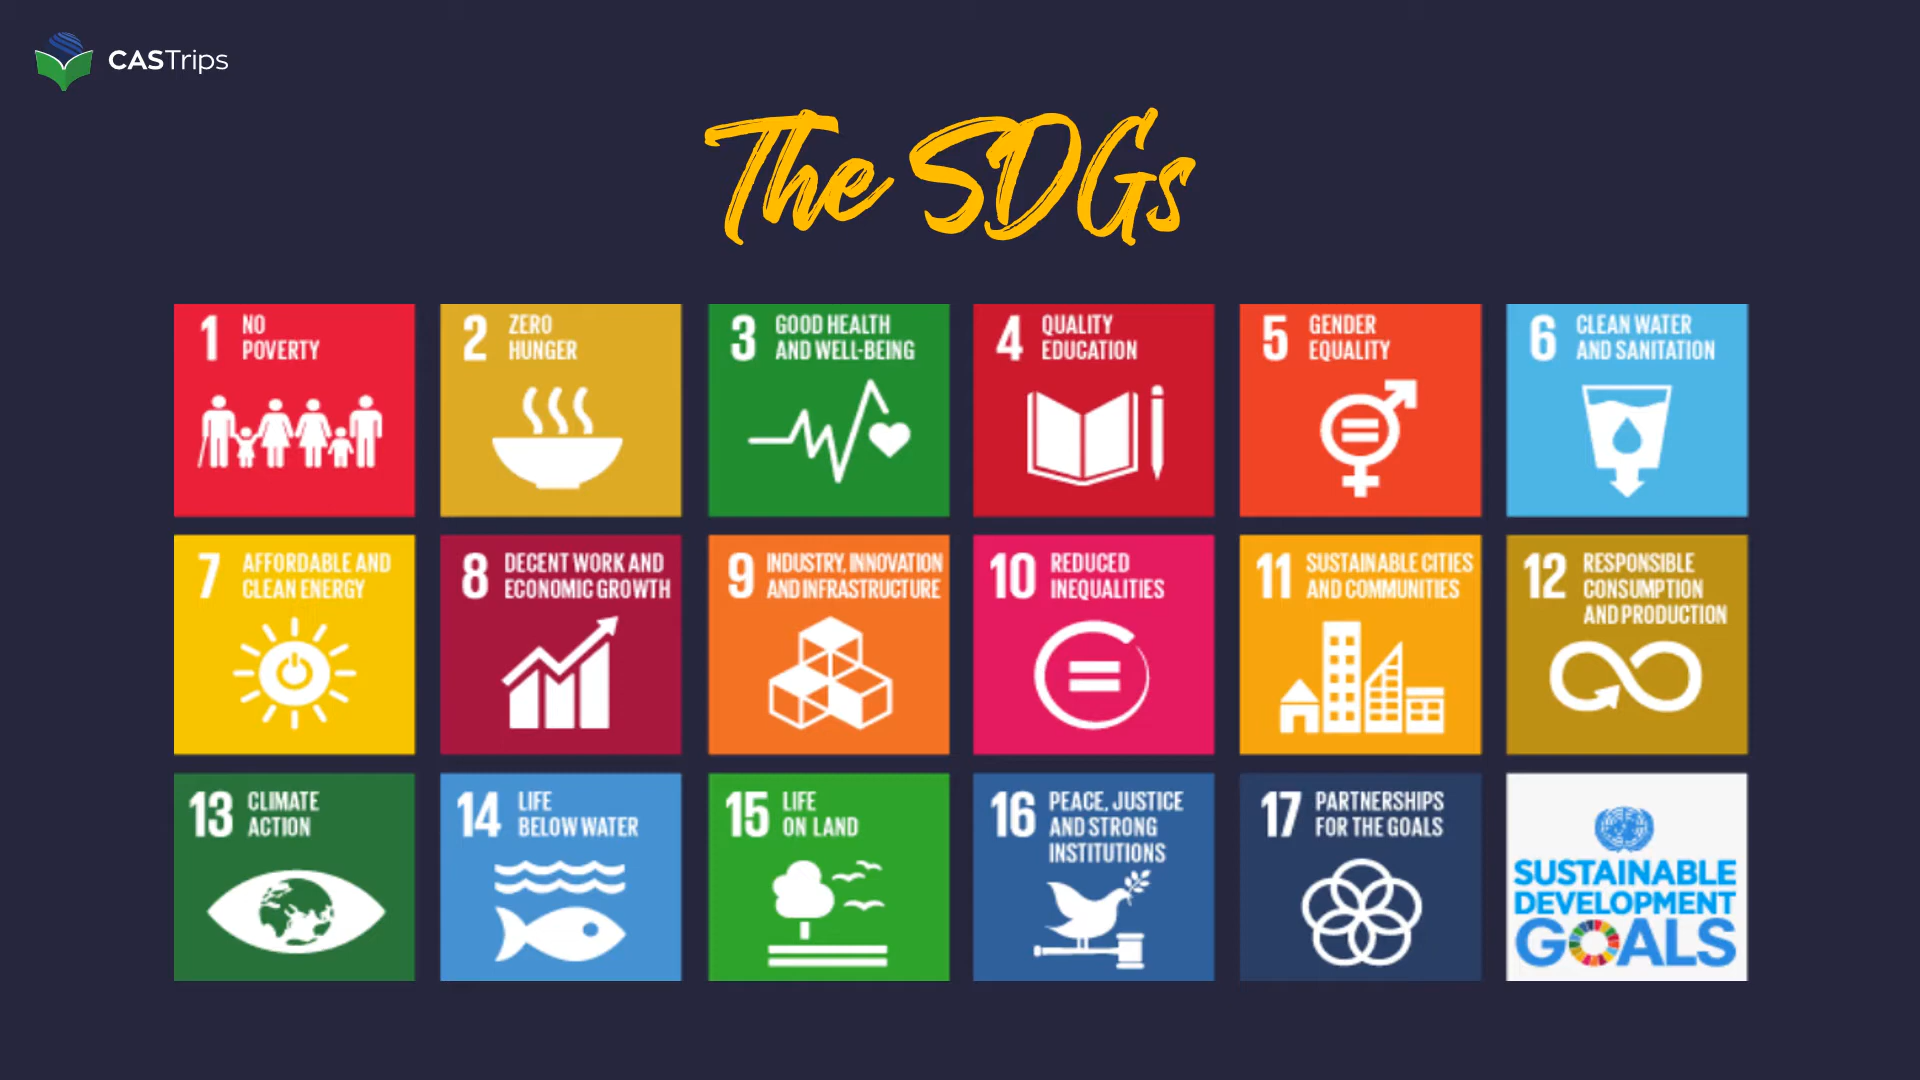 CASTrips
The SDGs
1 NO
POVERTY
2 ZERO
HUNGER
3 GOOD HEALTH
AND WELL-BEING
4 QUALITY
EDUCATION
5 GENDER
EQUALITY
6 CLEAN WATER
AND SANITATION
7 AFFORDABLE AND
CLEAN ENERGY
8 DECENT WORK AND
ECONOMIC GROWTH
9 INDUSTRY, INNOVATION
AND INFRASTRUCTURE
10 REDUCED
INEQUALITIES
11 SUSTAINABLE CITIES
AND COMMUNITIES
12 RESPONSIBLE
CONSUMPTION
AND PRODUCTION
13 CLIMATE
ACTION
14 LIFE
BELOW WATER
15 LIFE
ON LAND
16 PEACE, JUSTICE
AND STRONG
INSTITUTIONS
17 PARTNERSHIPS
FOR THE GOALS
SUSTAINABLE
DEVELOPMENT
GOALS